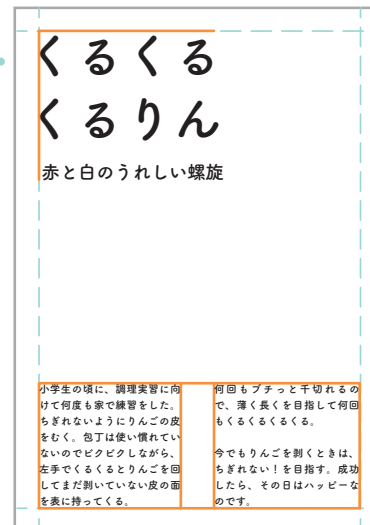 くるくる
くるりん
赤と白のうれしい螺旋
小学生の頃に、調理実習に向
けて何度も家で練習をした。
ちぎれないようにりんごの皮
をむく。包丁は使い慣れてい
ないのでビクビクしながら、
左手でくるくるとりんごを回
してまだ剥いていない皮の面
を表に持ってくる。
何回もブチっと千切れるの
で、薄く長くを目指して何回
もくるくるくるくる。
今でもりんごを剝くときは、
ちぎれない！を目指す。成功
したら、その日はハッピーな
のです。